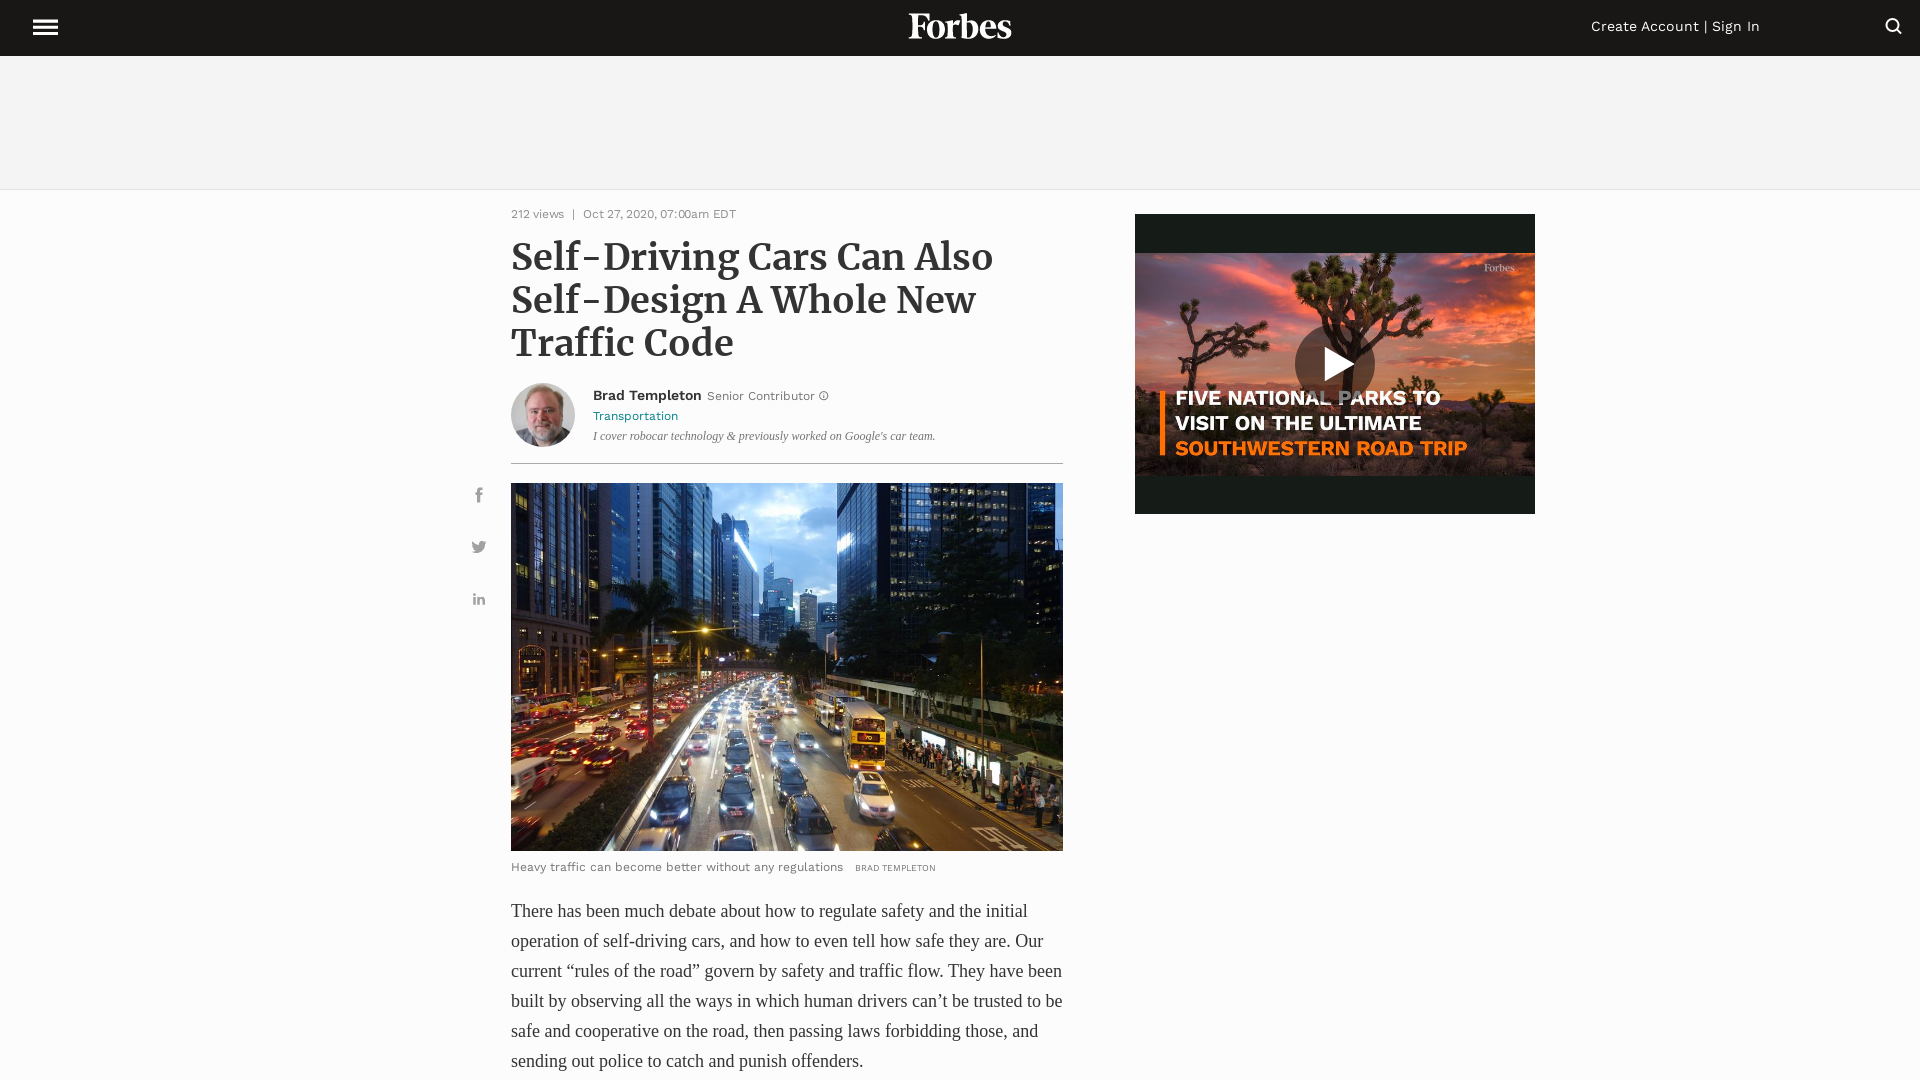 Forbes
Create Account | Sign In
212 views | Oct 27, 2020, 07:00am EDT
Self-Driving Cars Can Also
Self-Design A Whole New
Traffic Code
Brad Templeton Senior Contributor
Transportation
I cover robocar technology & previously worked on Google's car team.
Heavy traffic can become better without any regulations BRAD TEMPLETON
There has been much debate about how to regulate safety and the initial
operation of self-driving cars, and how to even tell how safe they are. Our
current “rules of the road” govern by safety and traffic flow. They have been
built by observing all the ways in which human drivers can’t be trusted to be
safe and cooperative on the road, then passing laws forbidding those, and
sending out police to catch and punish offenders.
Forbes
FIVE NATIONAL PARKS TO
VISIT ON THE ULTIMATE
SOUTHWESTERN ROAD TRIP